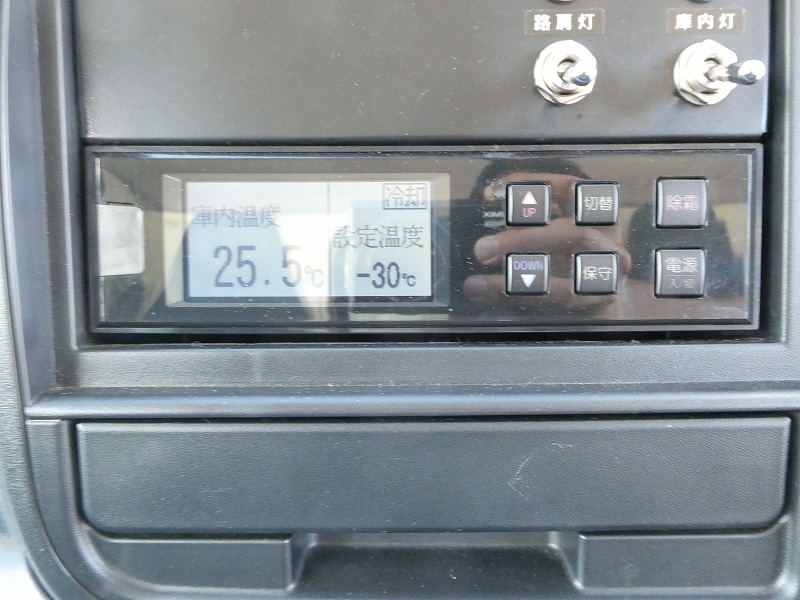 路肩灯
庫内灯
冷却
庫内温度
設定温度
25.5℃
-30℃
▲
UP
切替
除霜
DOWN
▼
保守
電源
入/切